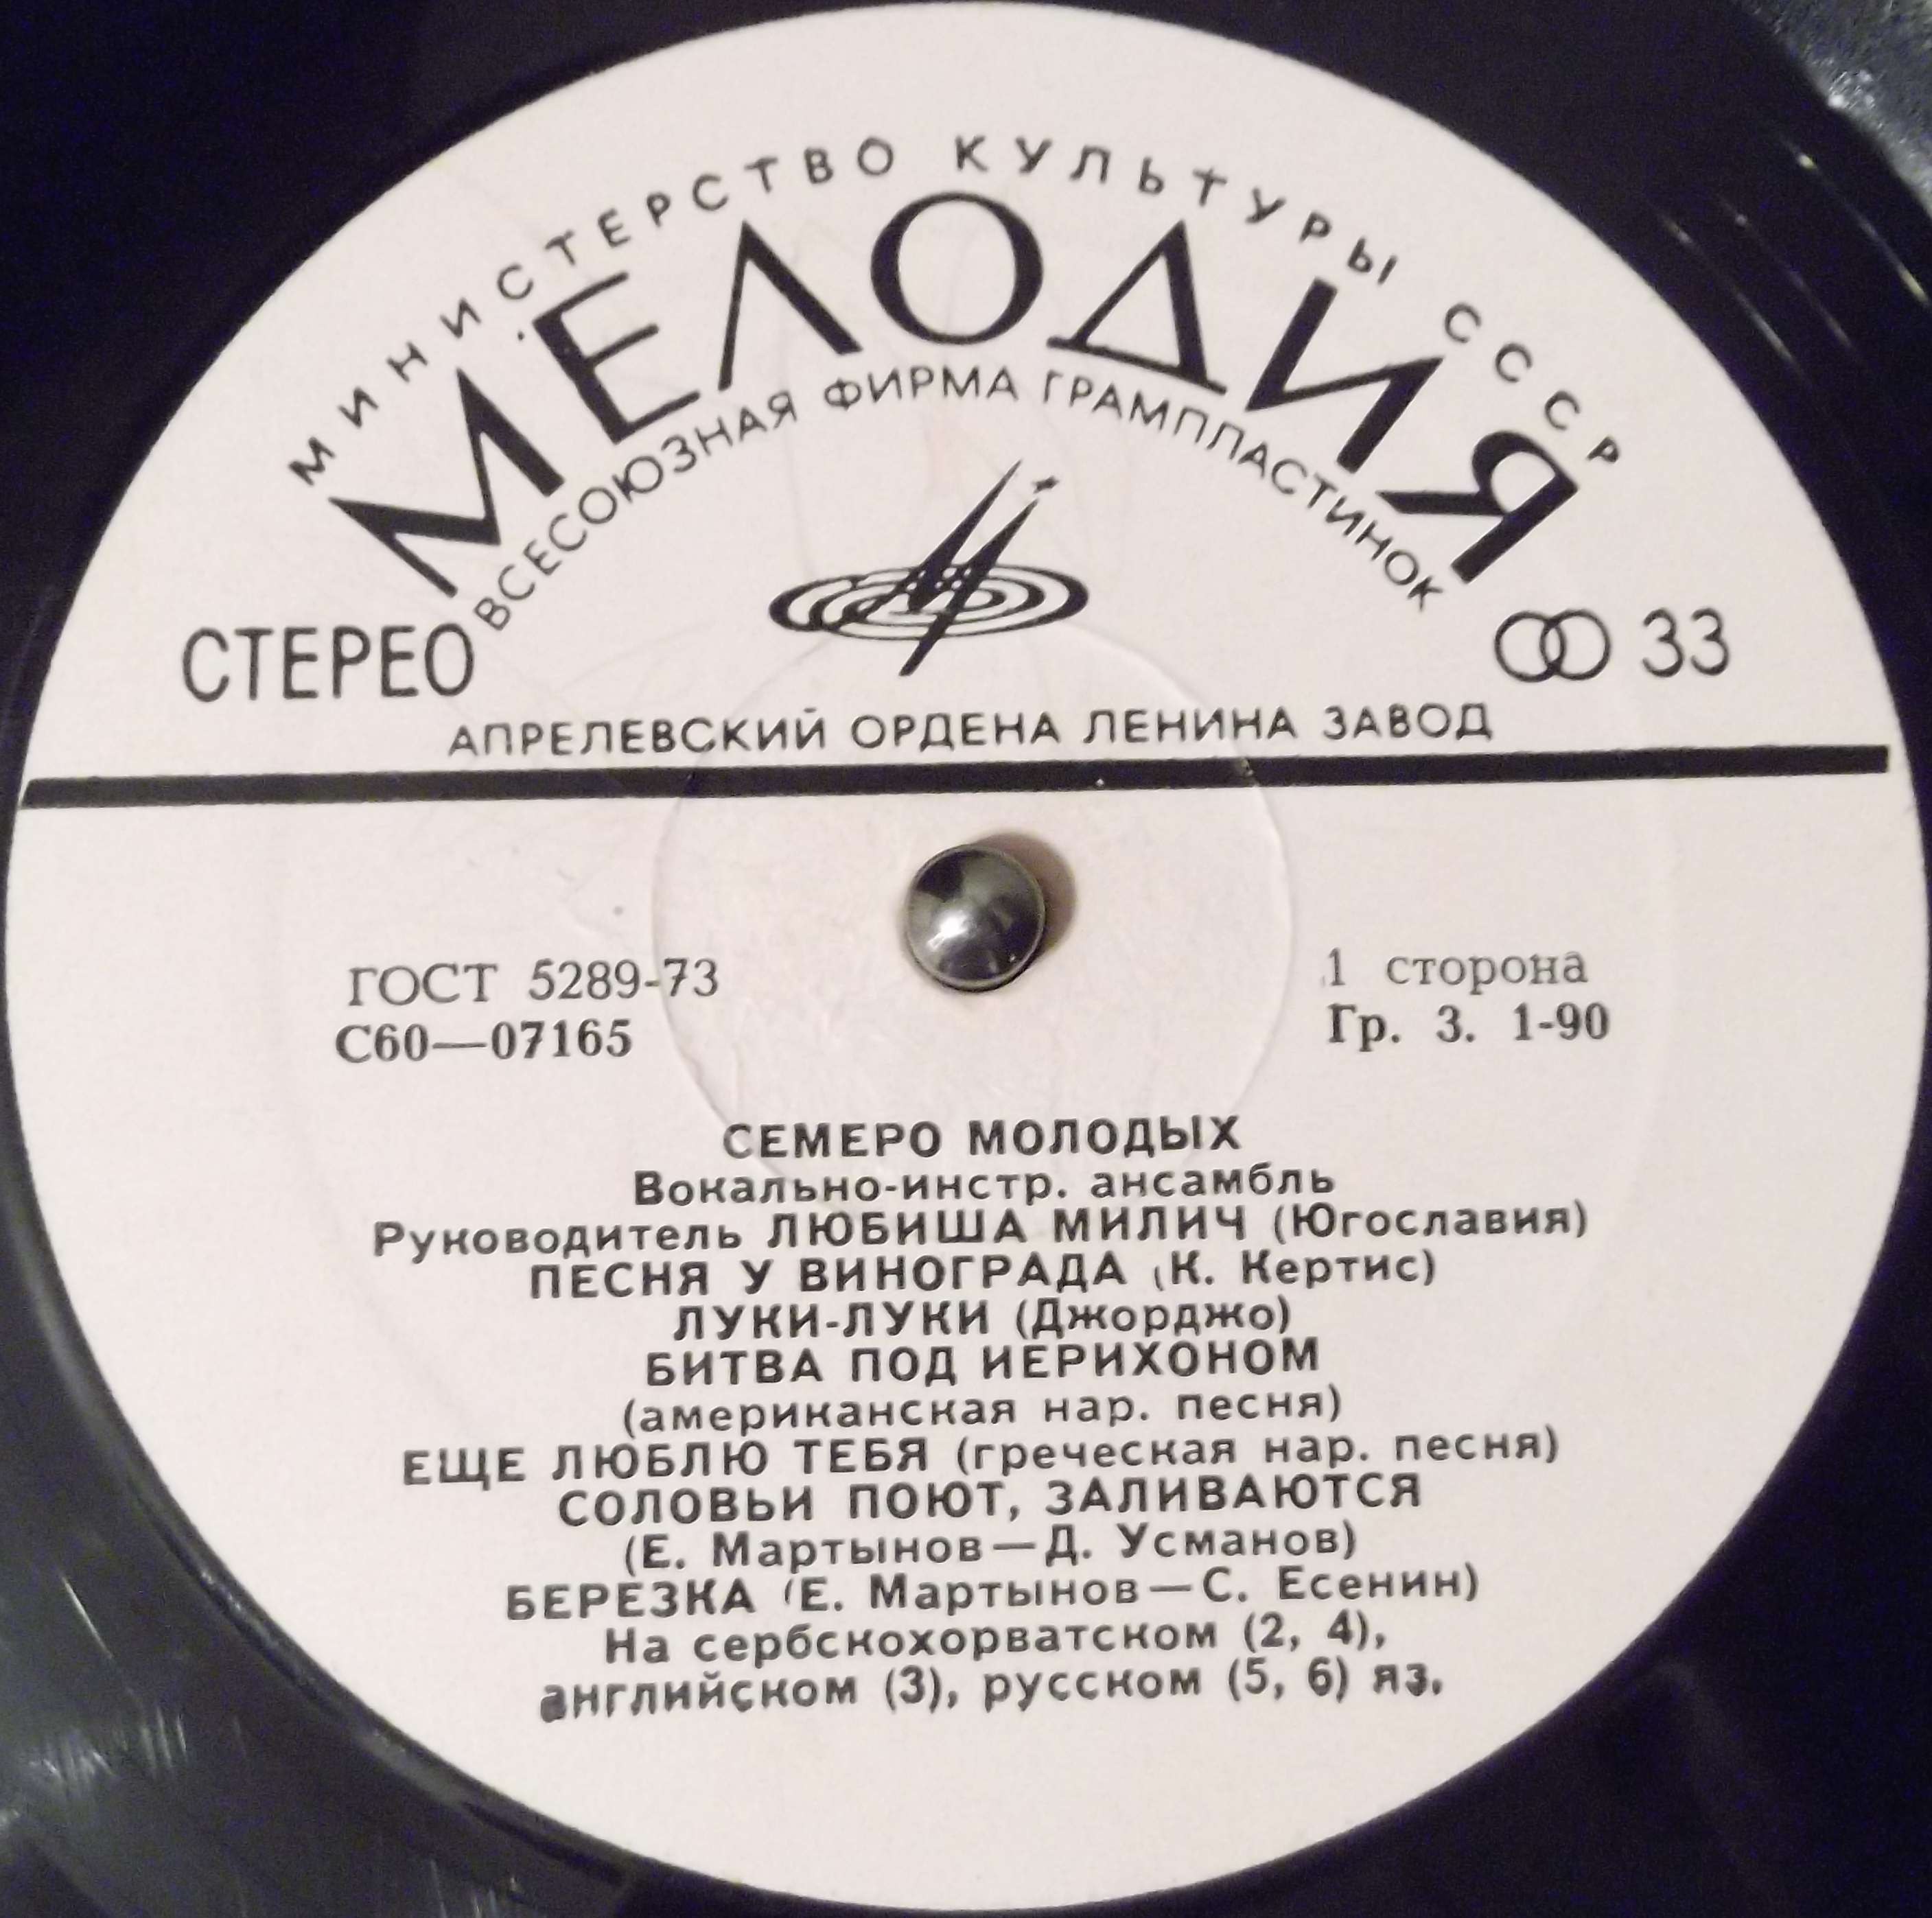 МИНИСТЕРСТВО КУЛЬТУРЫ СССР
МЕЛОДИЯ
ВСЕСОЮЗНАЯ ФИРМА ГРАМПЛАСТИНОК
СТЕРЕО
33
АПРЕЛЕВСКИЙ ОРДЕНА ЛЕНИНА ЗАВОД
ГОСТ 5289-73
С60—07165
1 сторона
Гр. 3. 1-90
СЕМЕРО МОЛОДЫХ
Вокально-инстр. ансамбль
Руководитель ЛЮБИША МИЛИЧ (Югославия)
ПЕСНЯ У ВИНОГРАДА (К. Кертис)
ЛУКИ-ЛУКИ (Джорджо)
БИТВА ПОД ИЕРИХОНОМ
(американская нар. песня)
ЕЩЕ ЛЮБЛЮ ТЕБЯ (греческая нар. песня)
СОЛОВЬИ ПОЮТ, ЗАЛИВАЮТСЯ
(Е. Мартынов—Д. Усманов)
БЕРЕЗКА (Е. Мартынов—С. Есенин)
На сербскохорватском (2, 4),
английском (3), русском (5, 6) яз.